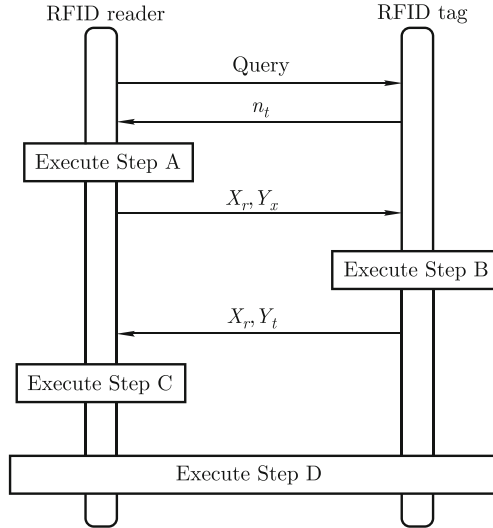 RFID reader RFID tag
Query
n_t
Execute Step A
X_r, Y_x
Execute Step B
X_r, Y_t
Execute Step C
Execute Step D